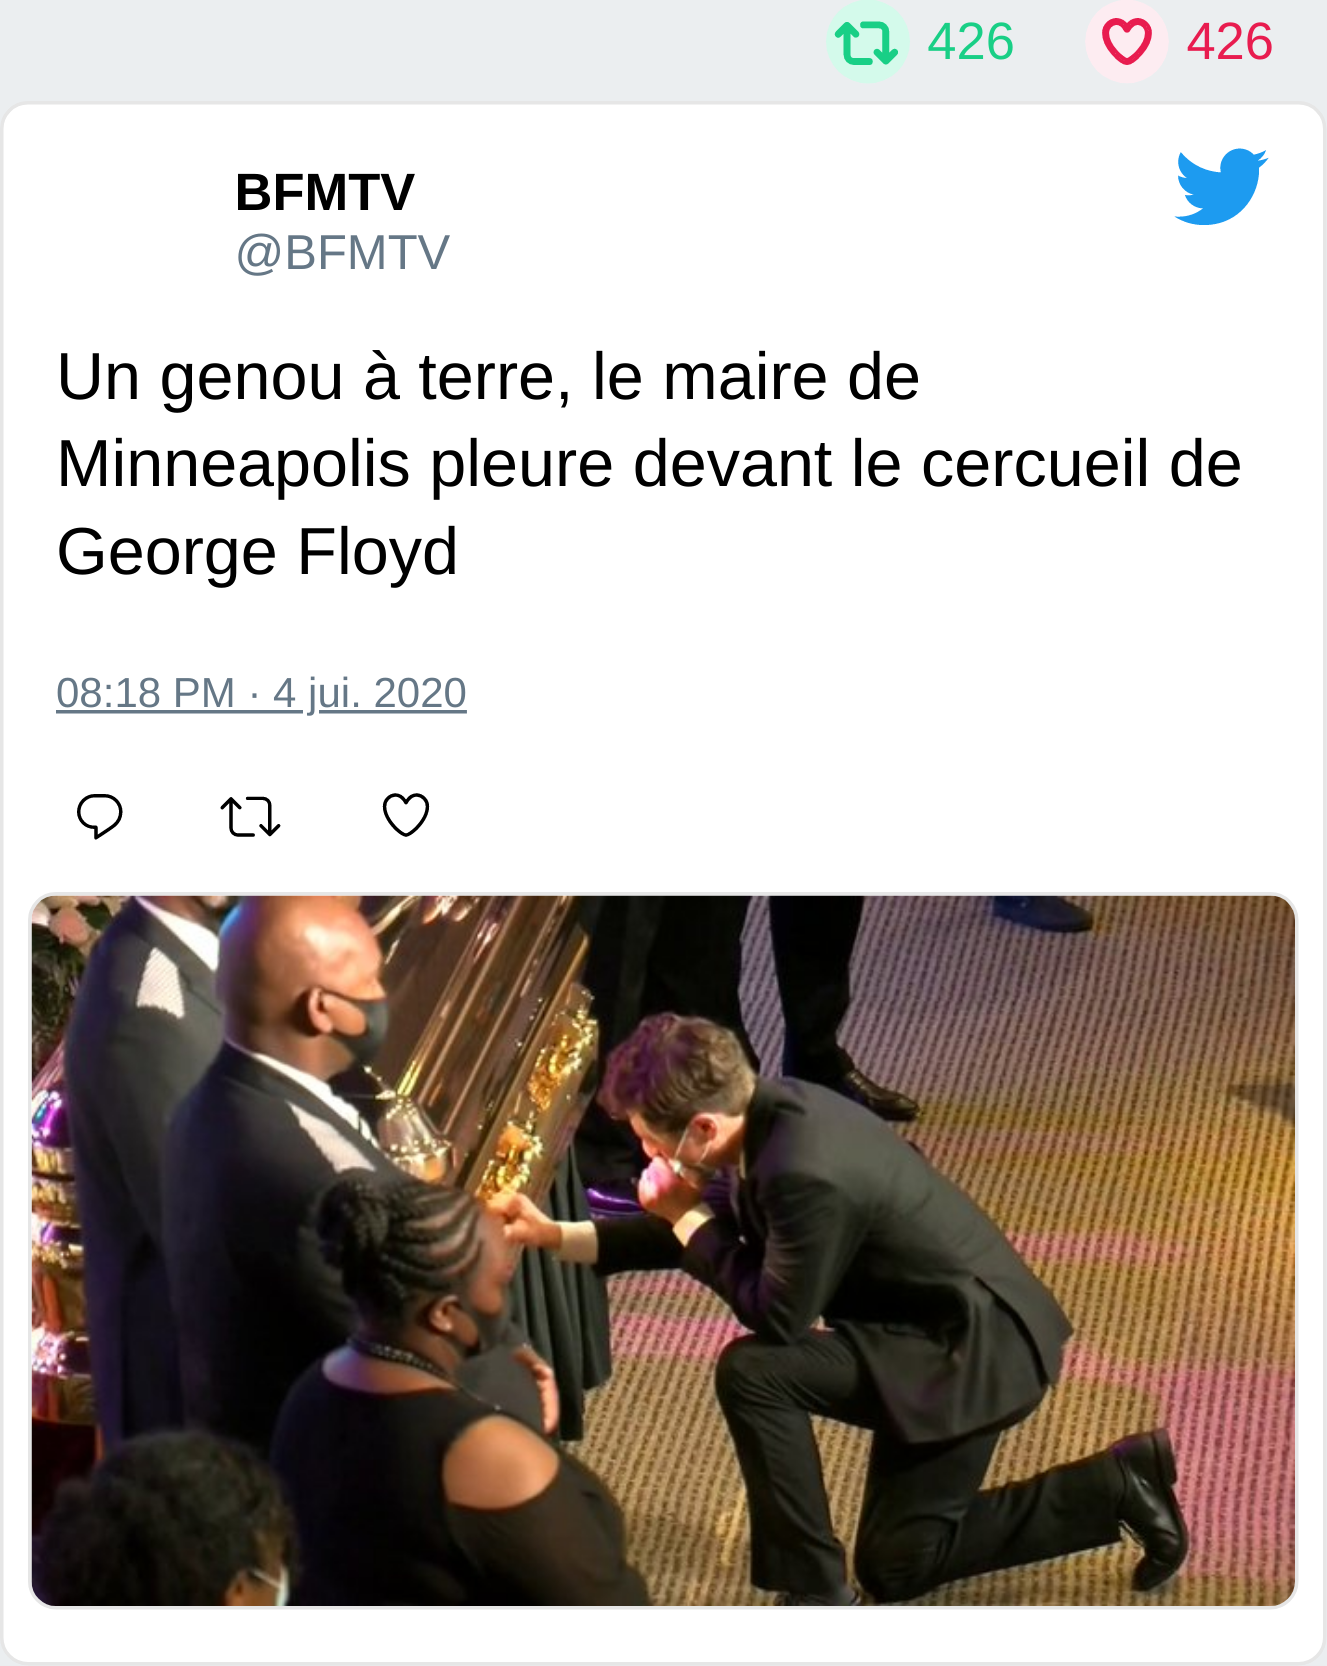 426 426
BFMTV
@BFMTV
Un genou à terre, le maire de
Minneapolis pleure devant le cercueil de
George Floyd
08:18 PM · 4 jui. 2020